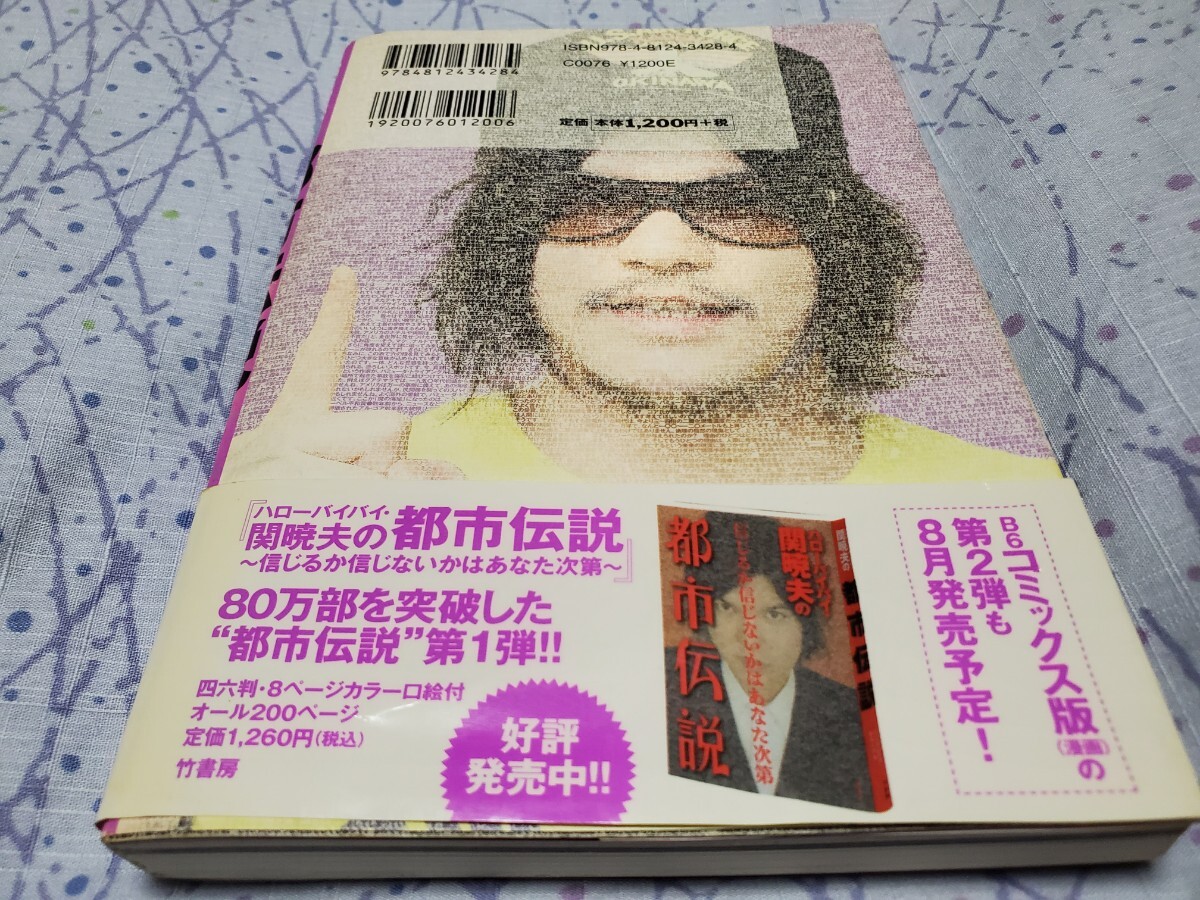 9784812434284
ISBN978-4-8124-3428-4
C0076 ¥1200E
1920076012006
定価 本体1,200円+税
『ハローバイバイ・
関暁夫の都市伝説
~信じるか信じないかはあなた次第~』
80万部を突破した
“都市伝説”第1弾!!
四六判・8ページカラー口絵付
オール200ページ
定価1,260円(税込)
竹書房
好評
発売中!!
ハローバイバイ
関暁夫の
都市伝説
信じるか信じないかはあなた次第
B6コミックス版(漫画)の
第2弾も
8月発売予定!